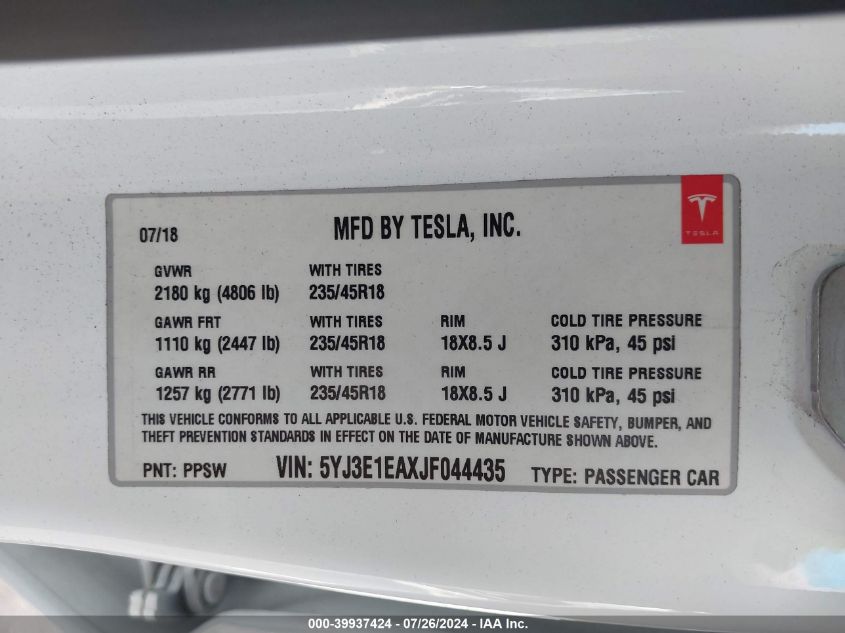 07/18 MFD BY TESLA, INC.
TESLA
GVWR WITH TIRES
2180 kg (4806 lb) 235/45R18
GAWR FRT WITH TIRES RIM COLD TIRE PRESSURE
1110 kg (2447 lb) 235/45R18 18X8.5 J 310 kPa, 45 psi
GAWR RR WITH TIRES RIM COLD TIRE PRESSURE
1257 kg (2771 lb) 235/45R18 18X8.5 J 310 kPa, 45 psi
THIS VEHICLE CONFORMS TO ALL APPLICABLE U.S. FEDERAL MOTOR VEHICLE SAFETY, BUMPER, AND
THEFT PREVENTION STANDARDS IN EFFECT ON THE DATE OF MANUFACTURE SHOWN ABOVE.
PNT: PPSW VIN: 5YJ3E1EAXJF044435 TYPE: PASSENGER CAR
000-39937424 - 07/26/2024 - IAA Inc.